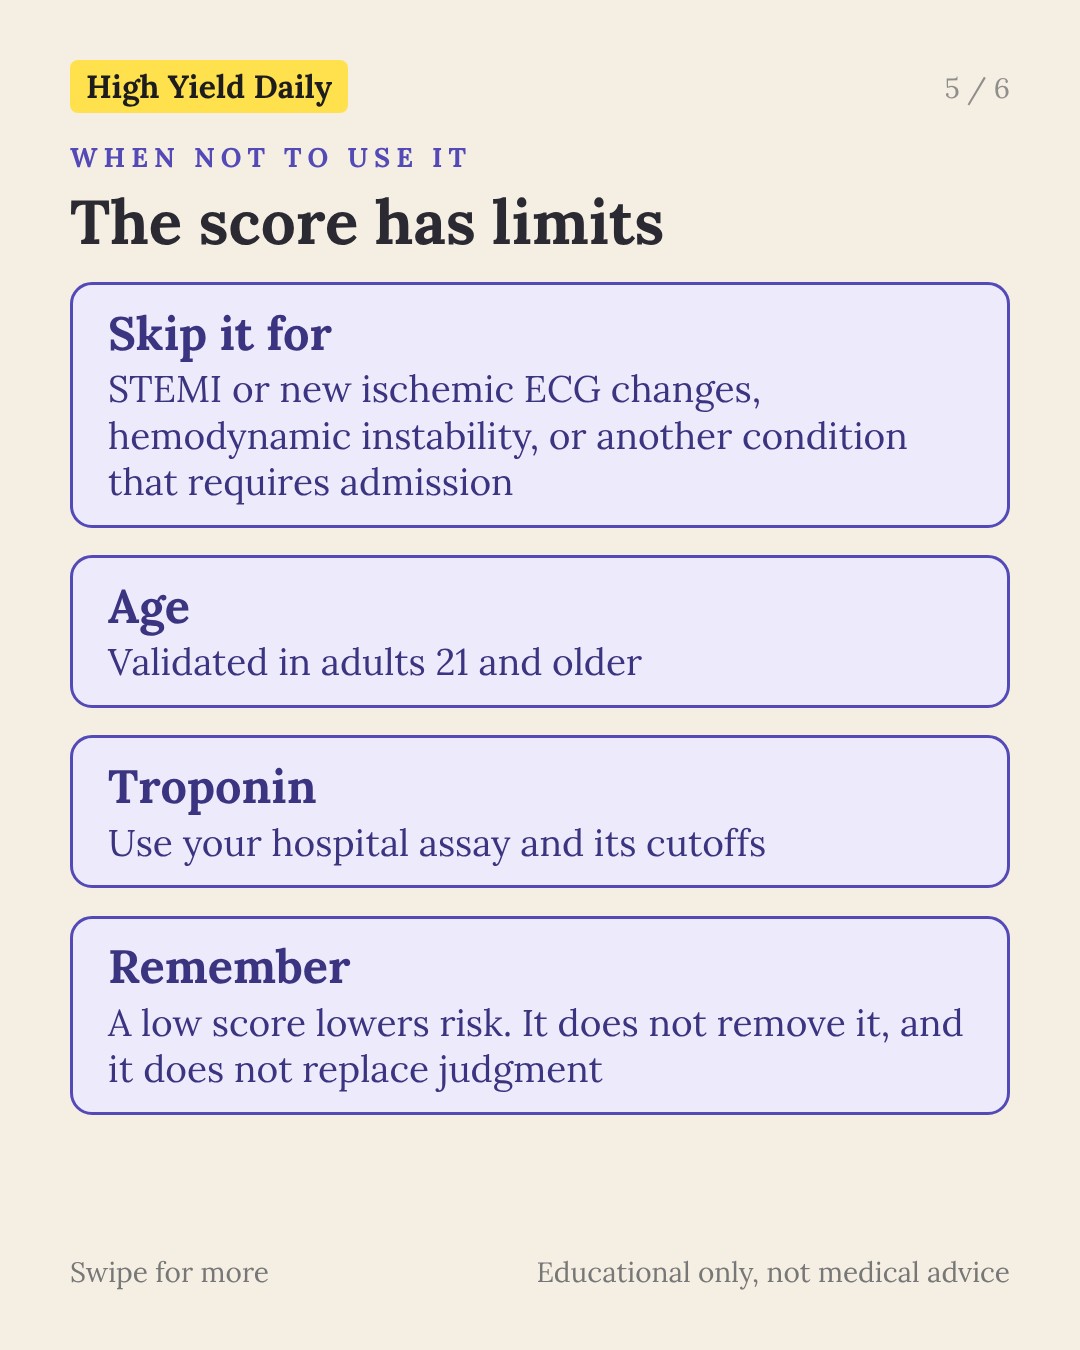 High Yield Daily
5 / 6
WHEN NOT TO USE IT
The score has limits
Skip it for
STEMI or new ischemic ECG changes,
hemodynamic instability, or another condition
that requires admission
Age
Validated in adults 21 and older
Troponin
Use your hospital assay and its cutoffs
Remember
A low score lowers risk. It does not remove it, and
it does not replace judgment
Swipe for more
Educational only, not medical advice